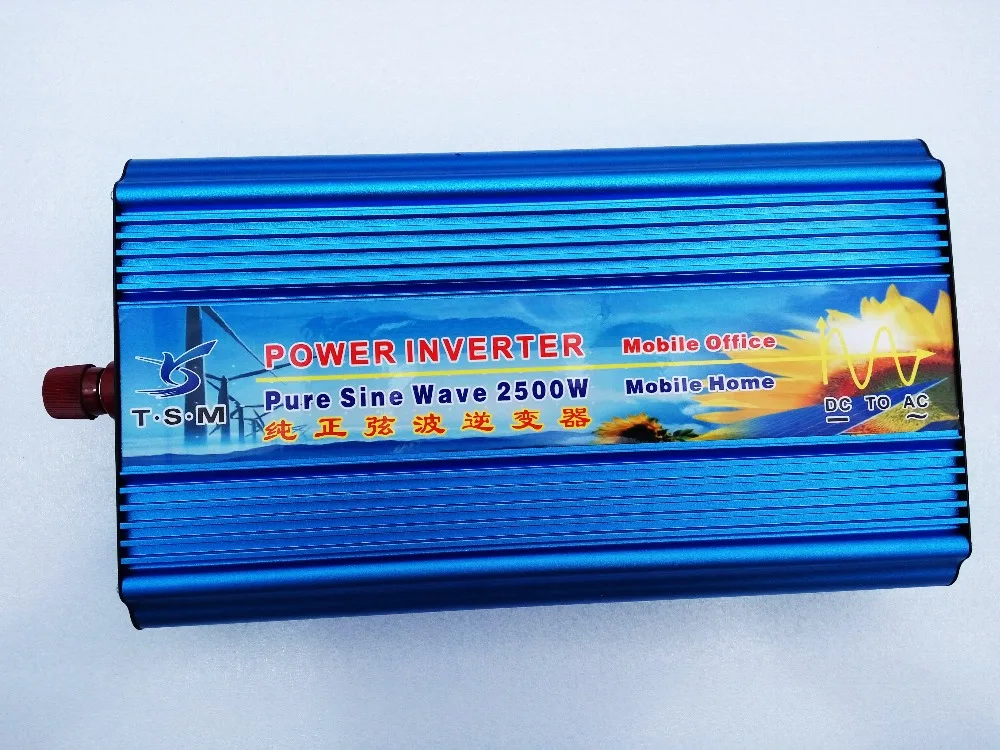 T·S·M
POWER INVERTER
Pure Sine Wave 2500W
纯正弦波逆变器
Mobile Office
Mobile Home
DC TO AC